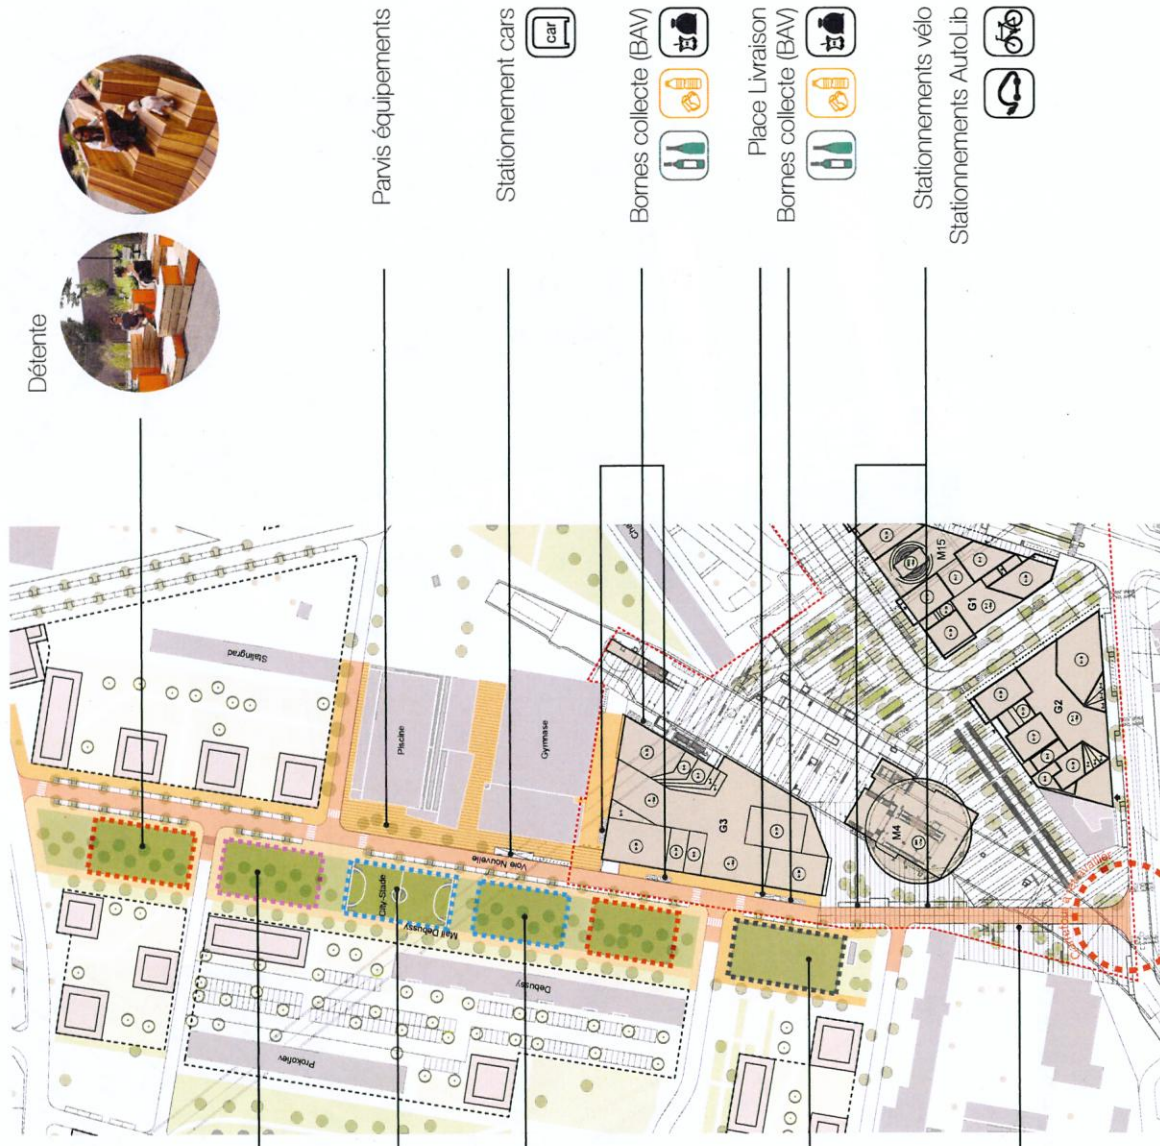 Détente
Parvis équipements
Stationnement cars
car
Bornes collecte (BAV)
Place Livraison
Bornes collecte (BAV)
Stationnements vélo
Stationnements AutoLib
Stalingrad
Piscine
Gymnase
Voie Nouvelle
City-Stade
Mail Debussy
Debussy
Prokofiev
G3
M4
G2
G1
M15